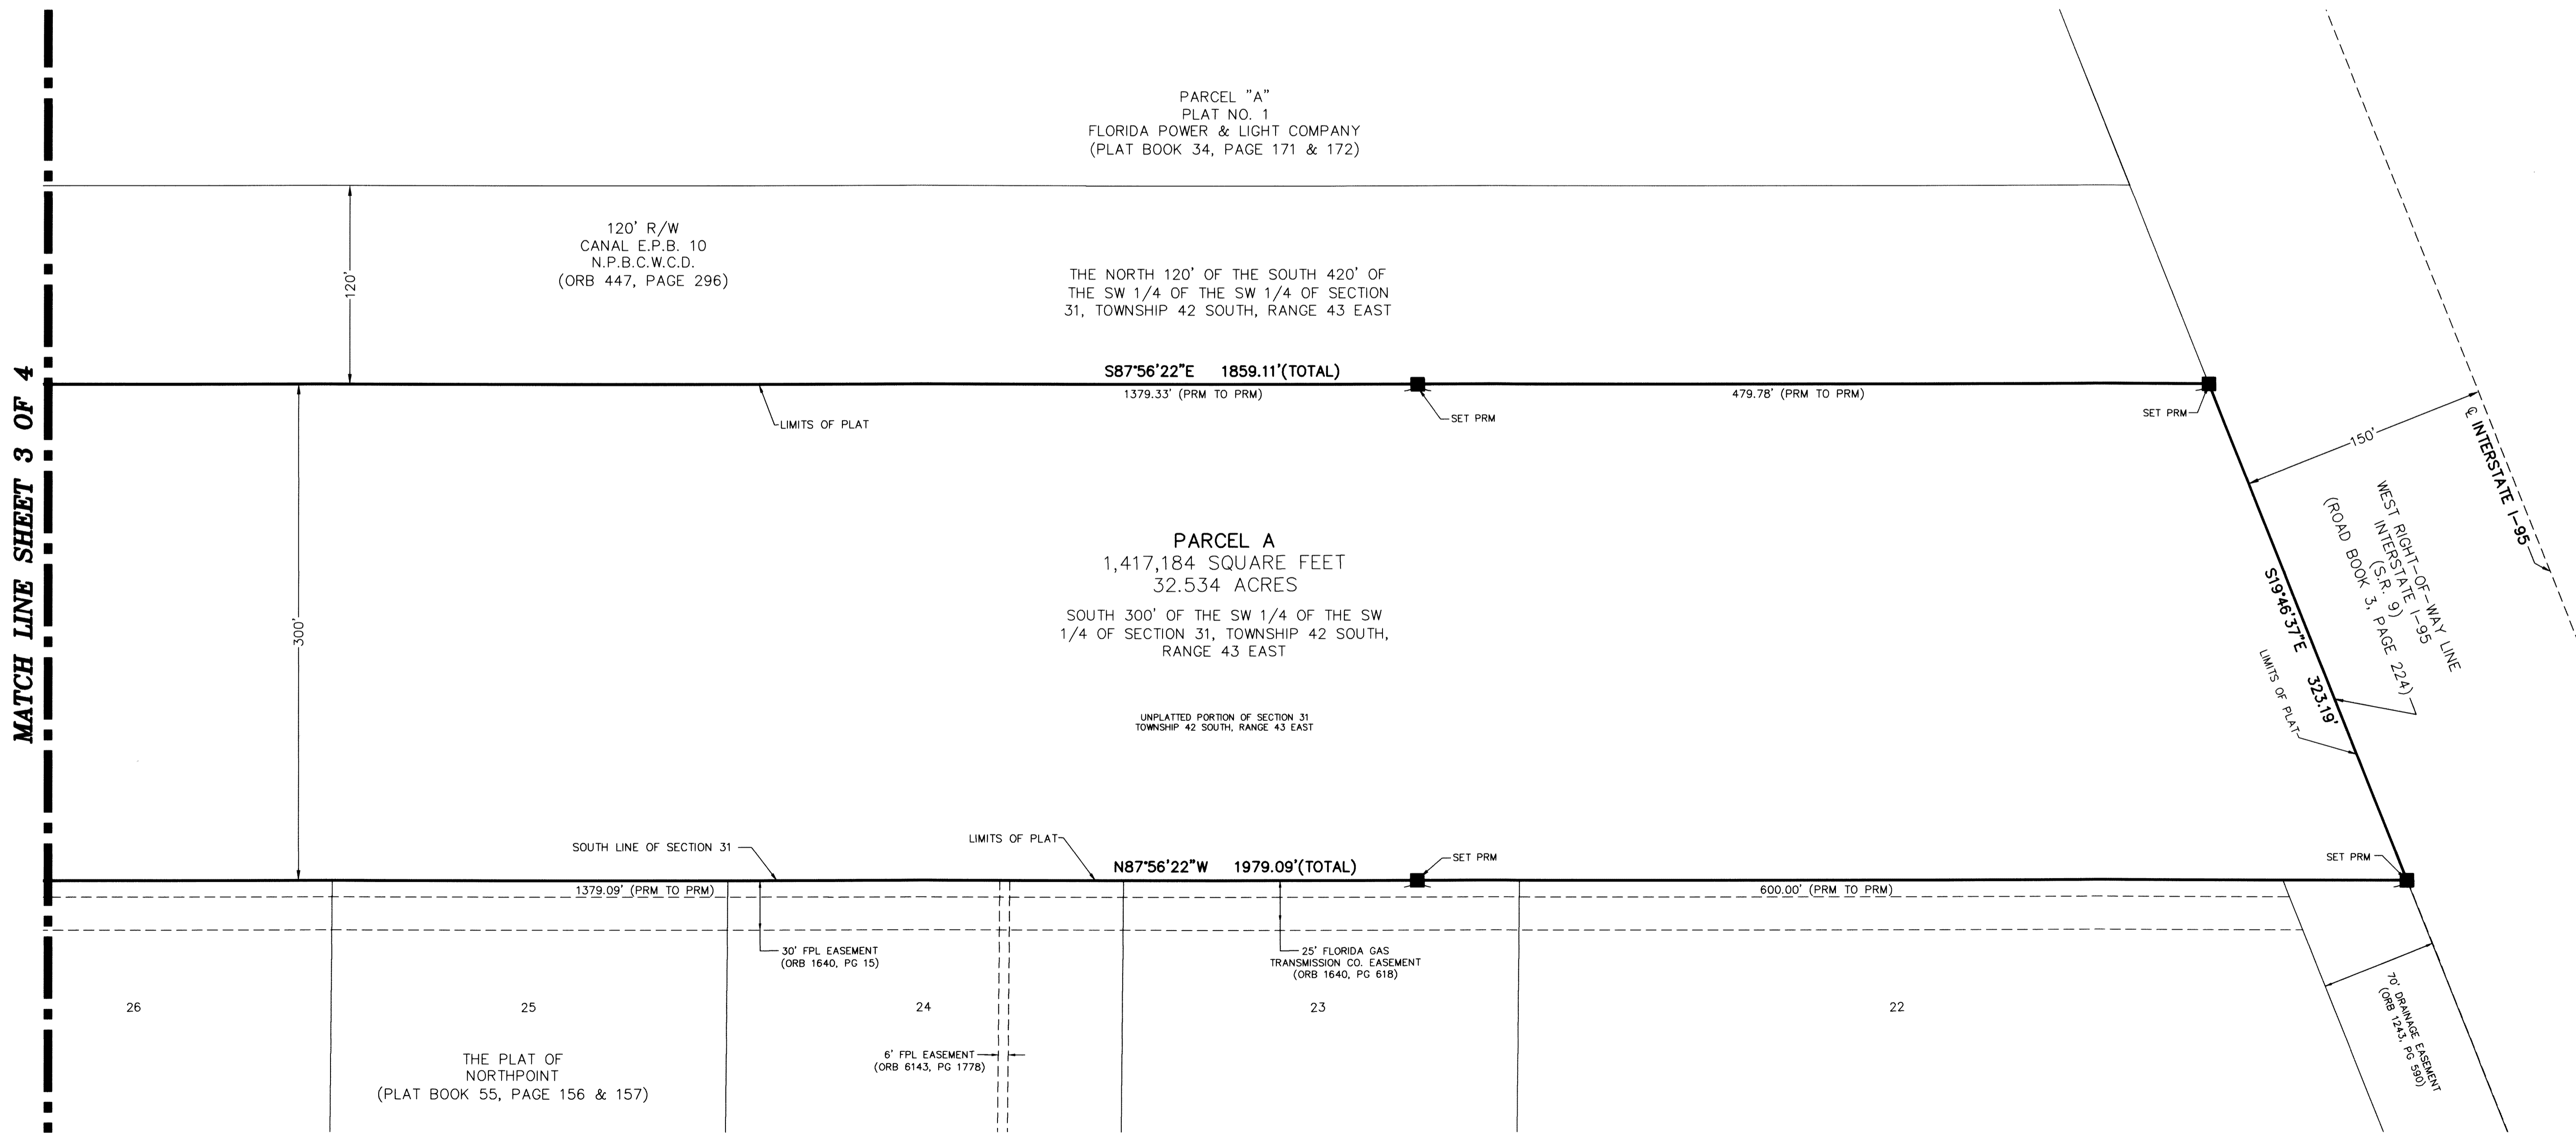 MATCH LINE SHEET 3 OF 4
PARCEL "A"
PLAT NO. 1
FLORIDA POWER & LIGHT COMPANY
(PLAT BOOK 34, PAGE 171 & 172)
120' R/W
CANAL E.P.B. 10
N.P.B.C.W.C.D.
(ORB 447, PAGE 296)
120'
THE NORTH 120' OF THE SOUTH 420' OF
THE SW 1/4 OF THE SW 1/4 OF SECTION
31, TOWNSHIP 42 SOUTH, RANGE 43 EAST
S87°56'22"E 1859.11'(TOTAL)
1379.33' (PRM TO PRM)
479.78' (PRM TO PRM)
LIMITS OF PLAT
SET PRM
SET PRM
150'
℄ INTERSTATE I-95
WEST RIGHT-OF-WAY LINE
INTERSTATE I-95
(S.R. 9)
(ROAD BOOK 3, PAGE 224)
S19°46'37"E 323.19'
LIMITS OF PLAT
300'
PARCEL A
1,417,184 SQUARE FEET
32.534 ACRES
SOUTH 300' OF THE SW 1/4 OF THE SW
1/4 OF SECTION 31, TOWNSHIP 42 SOUTH,
RANGE 43 EAST
UNPLATTED PORTION OF SECTION 31
TOWNSHIP 42 SOUTH, RANGE 43 EAST
SOUTH LINE OF SECTION 31
LIMITS OF PLAT
N87°56'22"W 1979.09'(TOTAL)
SET PRM
SET PRM
1379.09' (PRM TO PRM)
600.00' (PRM TO PRM)
30' FPL EASEMENT
(ORB 1640, PG 15)
25' FLORIDA GAS
TRANSMISSION CO. EASEMENT
(ORB 1640, PG 618)
26
25
24
23
22
6' FPL EASEMENT
(ORB 6143, PG 1778)
THE PLAT OF
NORTHPOINT
(PLAT BOOK 55, PAGE 156 & 157)
70' DRAINAGE EASEMENT
(ORB 1243, PG 590)